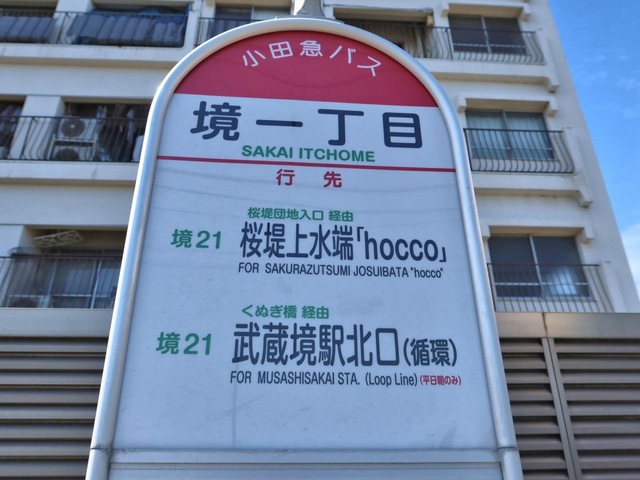 小田急バス
境一丁目
SAKAI ITCHOME
行先
桜堤団地入口 経由
境21 桜堤上水端「hocco」
FOR SAKURAZUTSUMI JOSUIBATA "hocco"
くぬぎ橋 経由
境21 武蔵境駅北口(循環)
FOR MUSASHISAKAI STA. (Loop Line) (平日朝のみ)